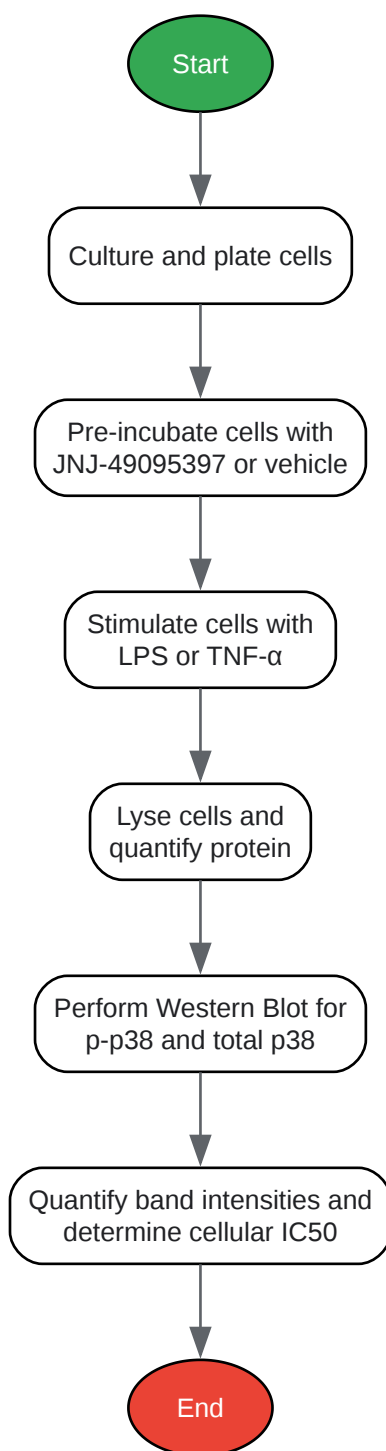 Start
Culture and plate cells
Pre-incubate cells with
JNJ-49095397 or vehicle
Stimulate cells with
LPS or TNF-α
Lyse cells and
quantify protein
Perform Western Blot for
p-p38 and total p38
Quantify band intensities and
determine cellular IC50
End